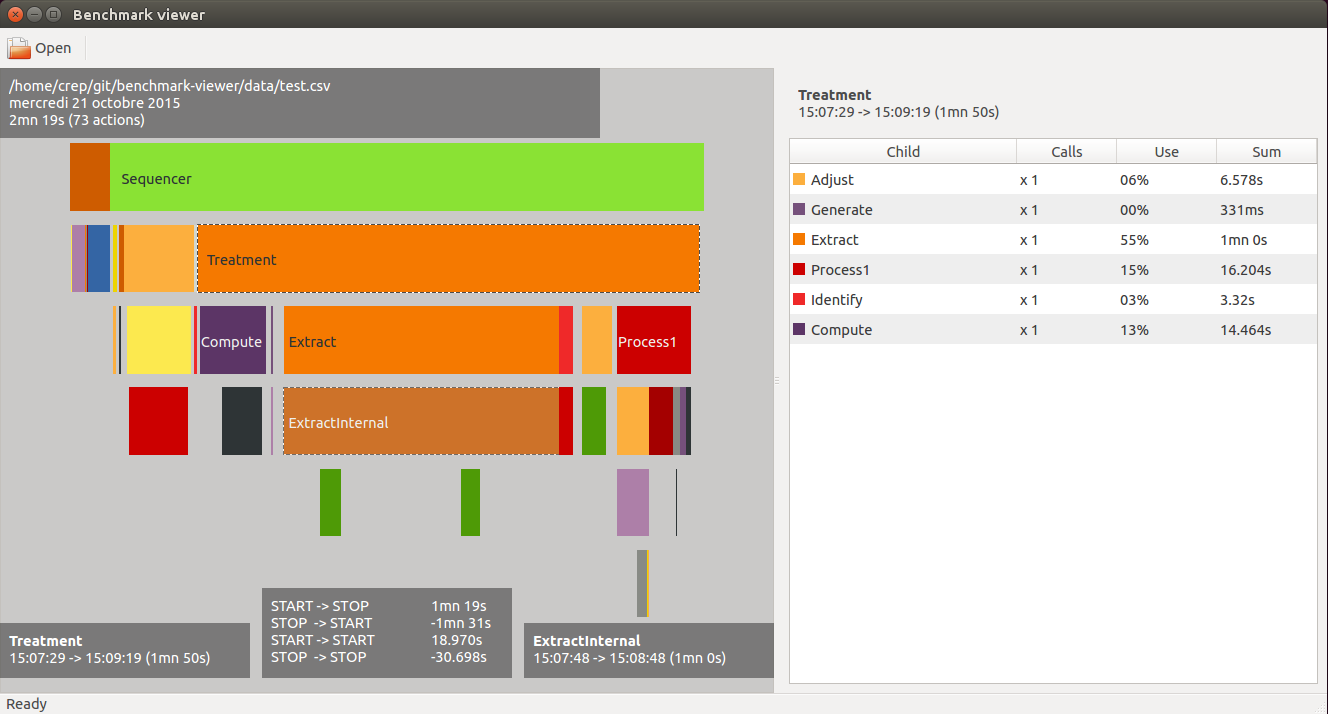 Benchmark viewer
Open
/home/crep/git/benchmark-viewer/data/test.csv
mercredi 21 octobre 2015
2mn 19s (73 actions)
Sequencer
Treatment
Compute
Extract
Process1
ExtractInternal
START -> STOP 1mn 19s
STOP -> START -1mn 31s
START -> START 18.970s
STOP -> STOP -30.698s
Treatment
15:07:29 -> 15:09:19 (1mn 50s)
ExtractInternal
15:07:48 -> 15:08:48 (1mn 0s)
Treatment
15:07:29 -> 15:09:19 (1mn 50s)
Child Calls Use Sum
Adjust x 1 06% 6.578s
Generate x 1 00% 331ms
Extract x 1 55% 1mn 0s
Process1 x 1 15% 16.204s
Identify x 1 03% 3.32s
Compute x 1 13% 14.464s
Ready